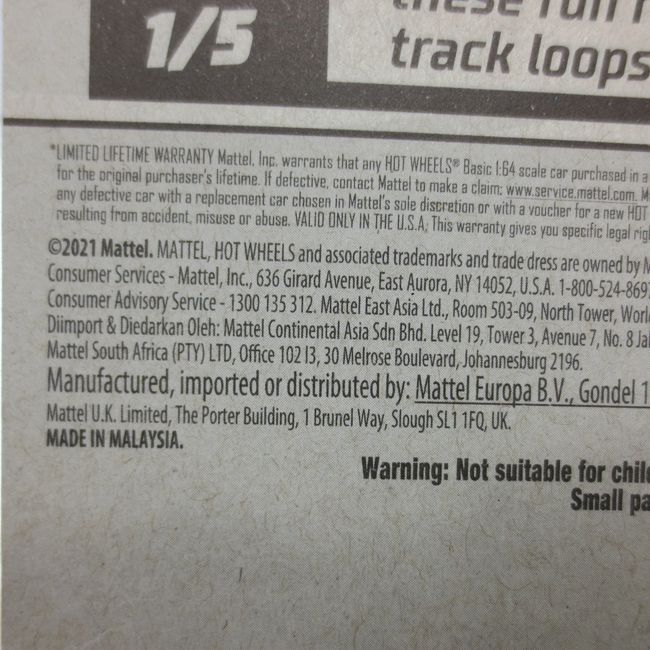 1/5
these run
track loops
*LIMITED LIFETIME WARRANTY Mattel, Inc. warrants that any HOT WHEELS® Basic 1:64 scale car purchased in a
for the original purchaser's lifetime. If defective, contact Mattel to make a claim: www.service.mattel.com. M
any defective car with a replacement car chosen in Mattel's sole discretion or with a voucher for a new HOT
resulting from accident, misuse or abuse. VALID ONLY IN THE U.S.A. This warranty gives you specific legal rig
©2021 Mattel. MATTEL, HOT WHEELS and associated trademarks and trade dress are owned by M
Consumer Services - Mattel, Inc., 636 Girard Avenue, East Aurora, NY 14052, U.S.A. 1-800-524-8697
Consumer Advisory Service - 1300 135 312. Mattel East Asia Ltd., Room 503-09, North Tower, Worl
Diimport & Diedarkan Oleh: Mattel Continental Asia Sdn Bhd. Level 19, Tower 3, Avenue 7, No. 8 Jal
Mattel South Africa (PTY) LTD, Office 102 I3, 30 Melrose Boulevard, Johannesburg 2196.
Manufactured, imported or distributed by: Mattel Europa B.V., Gondel 1
Mattel U.K. Limited, The Porter Building, 1 Brunel Way, Slough SL1 1FQ, UK.
MADE IN MALAYSIA.
Warning: Not suitable for chil
Small pa